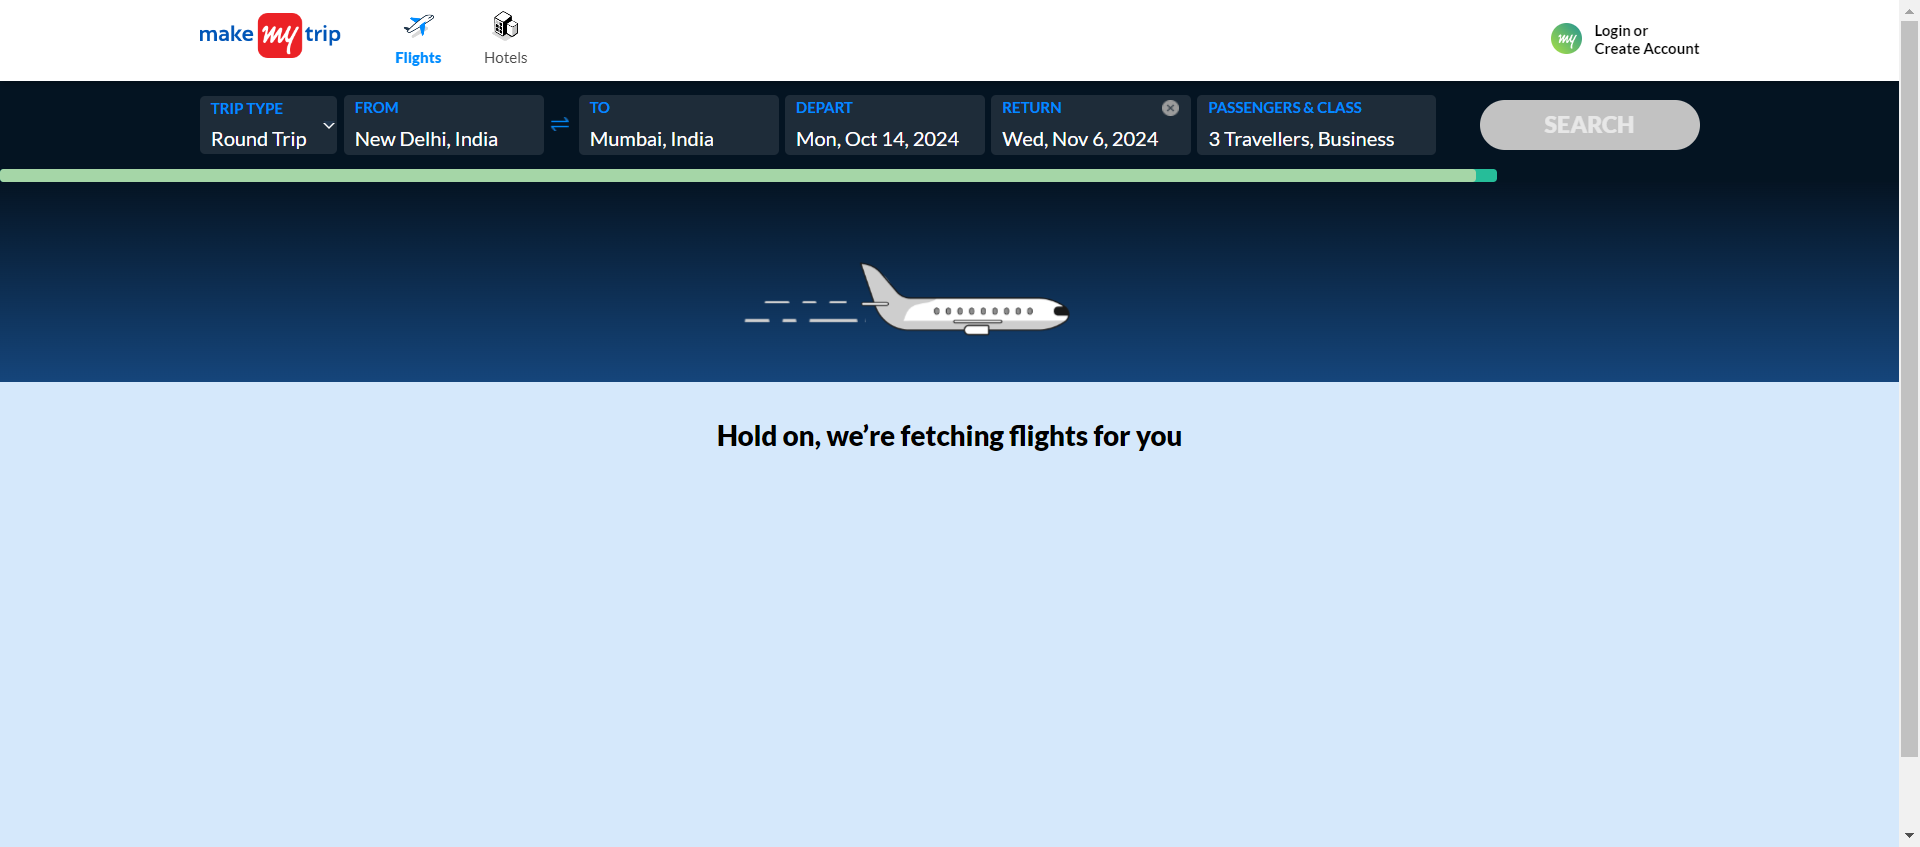 make my trip
Flights
Hotels
my
Login or
Create Account
TRIP TYPE
Round Trip
FROM
New Delhi, India
TO
Mumbai, India
DEPART
Mon, Oct 14, 2024
RETURN
Wed, Nov 6, 2024
PASSENGERS & CLASS
3 Travellers, Business
SEARCH
Hold on, we’re fetching flights for you